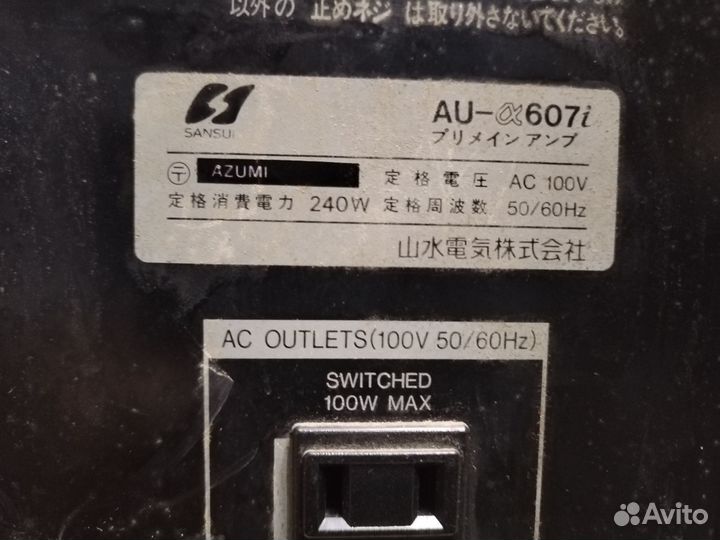 以外の 止めネジ は取り外さないでください。
SANSUI
AU-α607i
プリメインアンプ
〒 AZUMI 定格電圧 AC 100V
定格消費電力 240W 定格周波数 50/60Hz
山水電気株式会社
AC OUTLETS(100V 50/60Hz)
SWITCHED
100W MAX
Avito